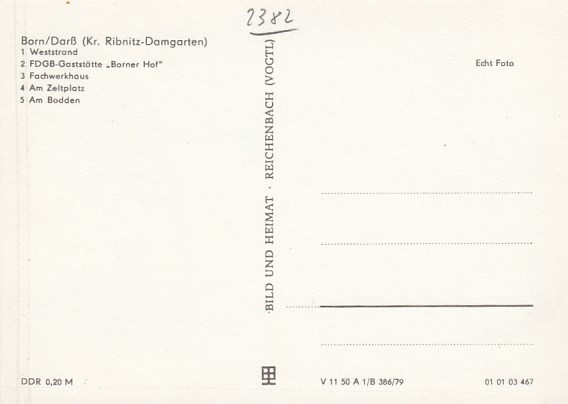 2382
Born/Darß (Kr. Ribnitz-Damgarten)
1 Weststrand
2 FDGB-Gaststätte „Borner Hof"
3 Fachwerkhaus
4 Am Zeltplatz
5 Am Bodden
Echt Foto
·BILD UND HEIMAT · REICHENBACH (VOGTL)
DDR 0,20 M
V 11 50 A 1/B 386/79
01 01 03 467